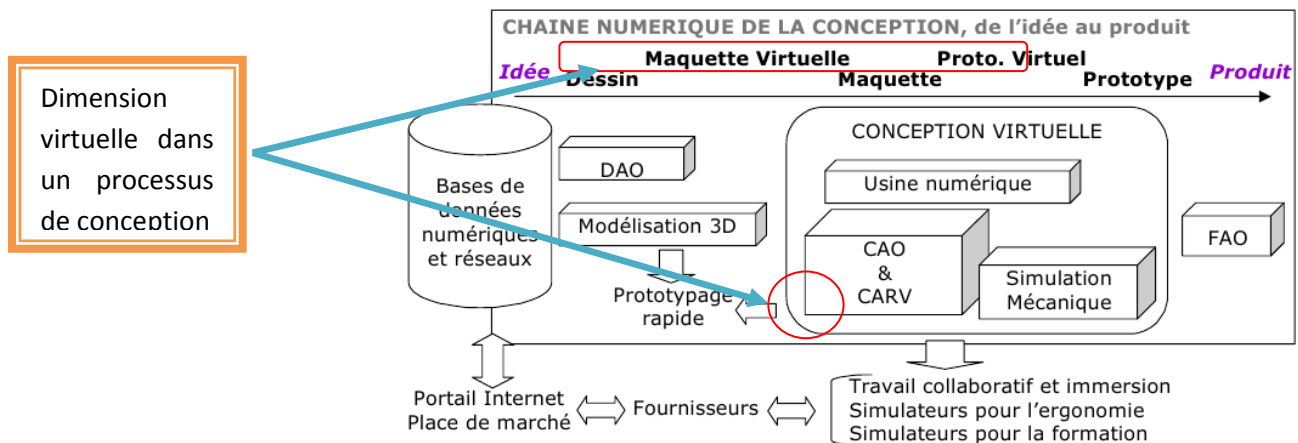 CHAINE NUMERIQUE DE LA CONCEPTION, de l'idée au produit
Maquette Virtuelle
Proto. Virtuel
Idée
Dessin
Maquette
Prototype
Produit
Dimension
virtuelle dans
un processus
de conception
Bases de
données
numériques
et réseaux
DAO
Modélisation 3D
Prototypage
rapide
CONCEPTION VIRTUELLE
Usine numérique
CAO
&
CARV
Simulation
Mécanique
FAO
Portail Internet
Place de marché
Fournisseurs
Travail collaboratif et immersion
Simulateurs pour l'ergonomie
Simulateurs pour la formation